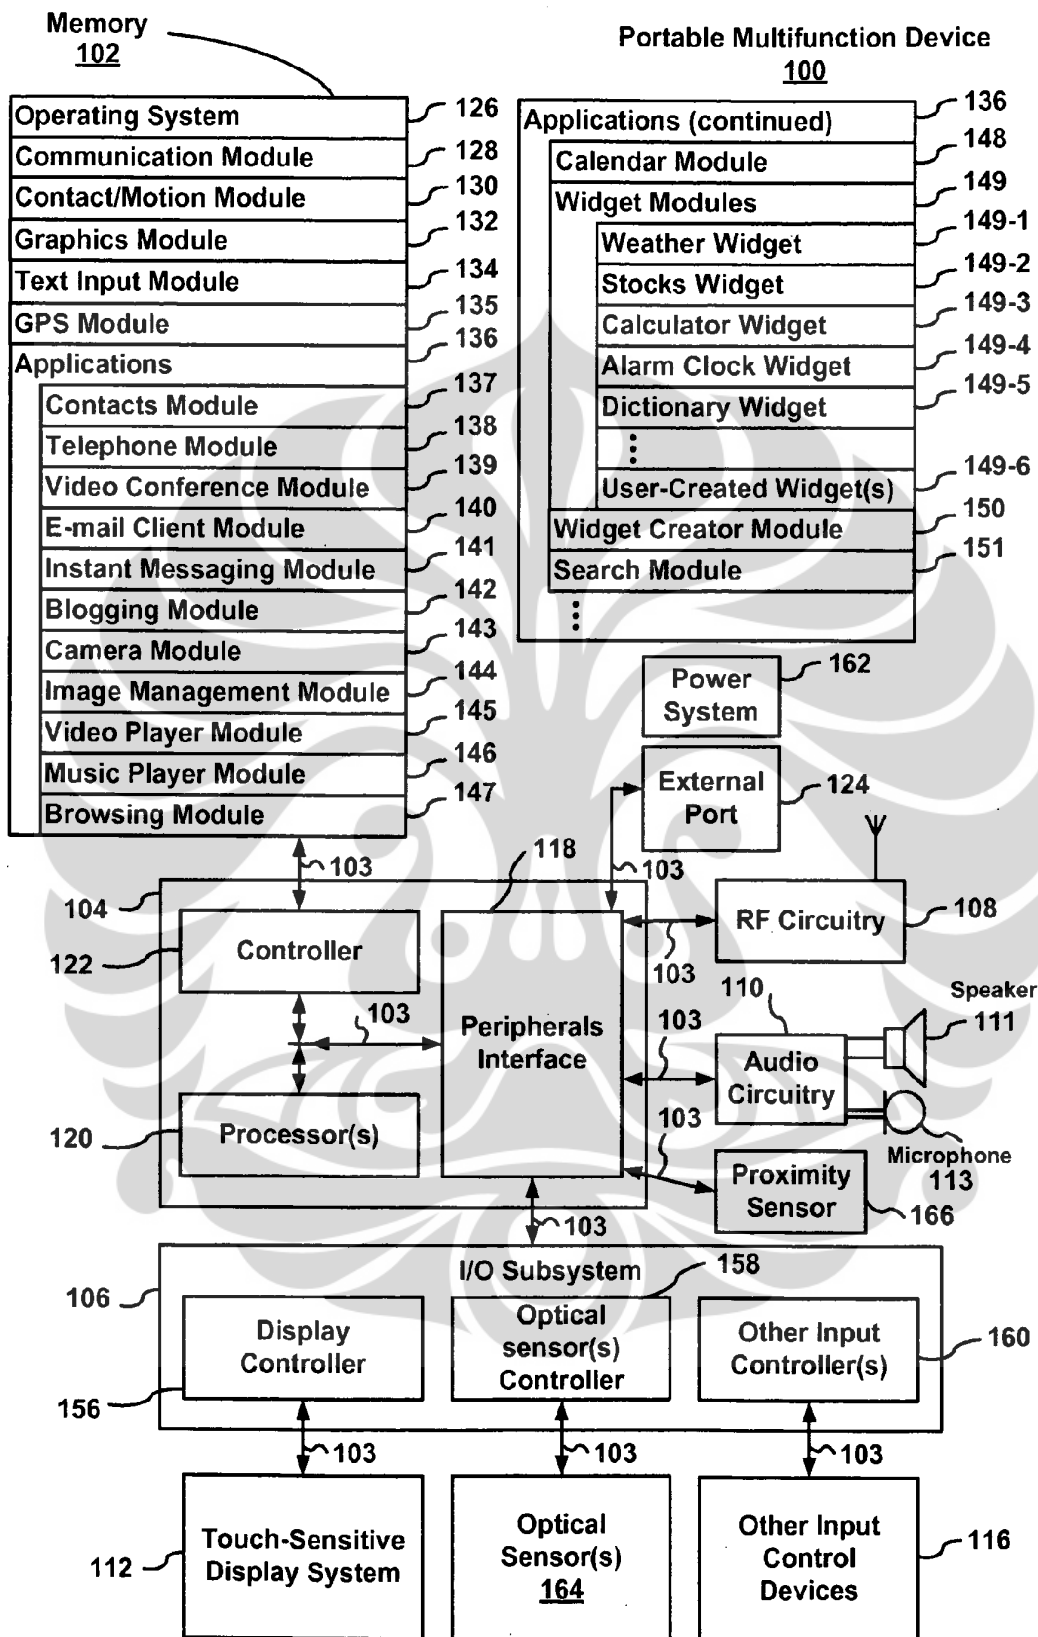 Memory
102
Portable Multifunction Device
100
Operating System
126
Communication Module
128
Contact/Motion Module
130
Graphics Module
132
Text Input Module
134
GPS Module
135
Applications
136
Contacts Module
137
Telephone Module
138
Video Conference Module
139
E-mail Client Module
140
Instant Messaging Module
141
Blogging Module
142
Camera Module
143
Image Management Module
144
Video Player Module
145
Music Player Module
146
Browsing Module
147
Applications (continued)
136
Calendar Module
148
Widget Modules
149
Weather Widget
149-1
Stocks Widget
149-2
Calculator Widget
149-3
Alarm Clock Widget
149-4
Dictionary Widget
149-5
User-Created Widget(s)
149-6
Widget Creator Module
150
Search Module
151
Power
System
162
External
Port
124
103
118
103
104
Controller
122
103
Peripherals
Interface
Processor(s)
120
RF Circuitry
108
103
110
Speaker
111
103
Audio
Circuitry
103
Microphone
113
Proximity
Sensor
166
103
I/O Subsystem
158
106
Display
Controller
156
Optical
sensor(s)
Controller
Other Input
Controller(s)
160
103
103
103
Touch-Sensitive
Display System
112
Optical
Sensor(s)
164
Other Input
Control
Devices
116